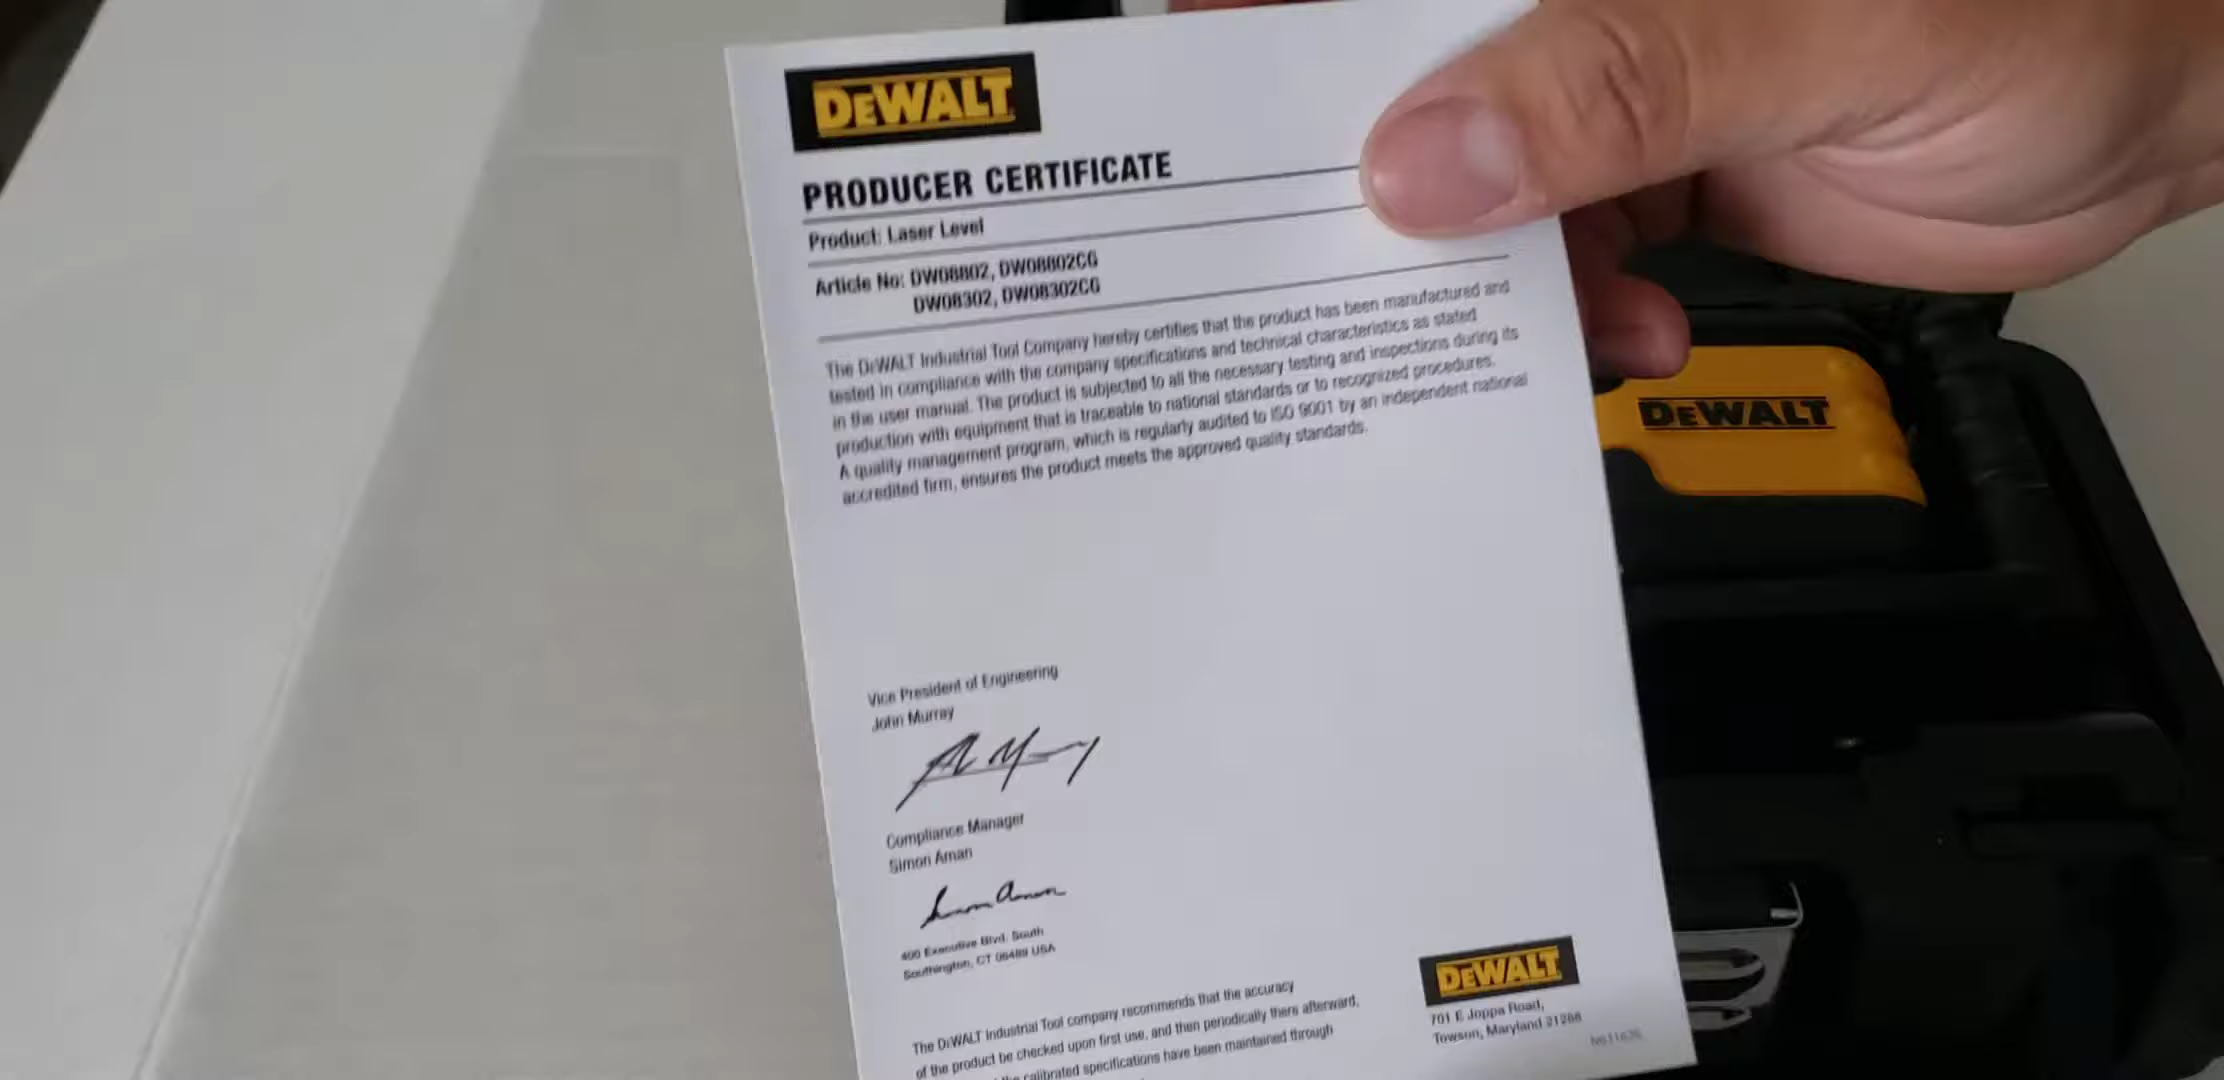 DEWALT
PRODUCER CERTIFICATE
Product: Laser Level
Article No: DW08802, DW08802CG
DW08302, DW08302CG
The DEWALT Industrial Tool Company hereby certifies that the product has been manufactured and
tested in compliance with the company specifications and technical characteristics as stated
in the user manual. The product is subjected to all the necessary testing and inspections during its
production with equipment that is traceable to national standards or to recognized procedures.
A quality management program, which is regularly audited to ISO 9001 by an independent national
accredited firm, ensures the product meets the approved quality standards.
DEWALT
Vice President of Engineering
John Murray
Compliance Manager
Simon Aman
Simon Aman
400 Executive Blvd. South
Southington, CT 06489 USA
The DEWALT Industrial Tool company recommends that the accuracy
of the product be checked upon first use, and then periodically there afterward,
calibrated specifications have been maintained through
DEWALT
701 E Joppa Road,
Towson, Maryland 21286